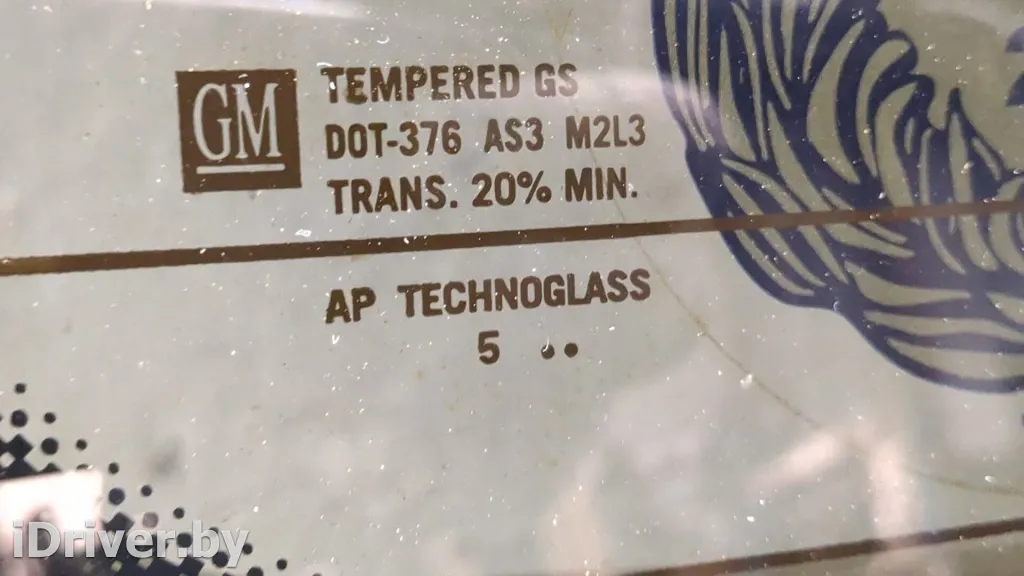 GM
TEMPERED GS
DOT-376 AS3 M2L3
TRANS. 20% MIN.
AP TECHNOGLASS
5 ••
iDriver.by